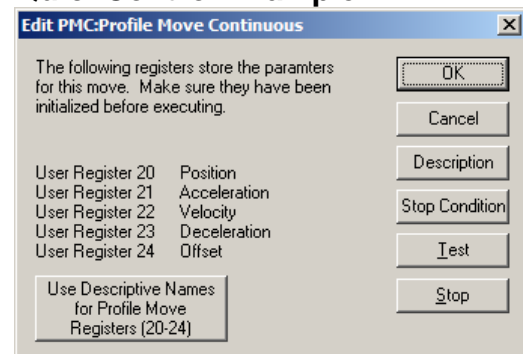 Edit PMC:Profile Move Continuous
The following registers store the paramters
for this move. Make sure they have been
initialized before executing.
User Register 20 Position
User Register 21 Acceleration
User Register 22 Velocity
User Register 23 Deceleration
User Register 24 Offset
Use Descriptive Names
for Profile Move
Registers (20-24)
OK
Cancel
Description
Stop Condition
Test
Stop